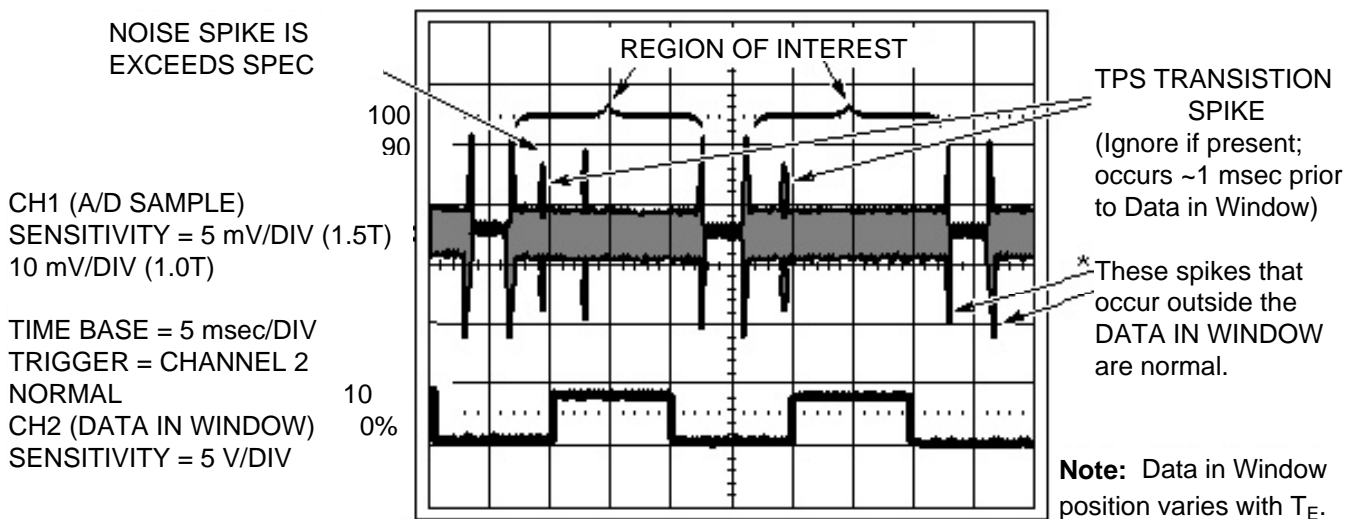 NOISE SPIKE IS
EXCEEDS SPEC
REGION OF INTEREST
TPS TRANSISTION
SPIKE
(Ignore if present;
occurs ~1 msec prior
to Data in Window)
100
90
CH1 (A/D SAMPLE)
SENSITIVITY = 5 mV/DIV (1.5T)
10 mV/DIV (1.0T)
*These spikes that
occur outside the
DATA IN WINDOW
are normal.
TIME BASE = 5 msec/DIV
TRIGGER = CHANNEL 2
NORMAL
10
CH2 (DATA IN WINDOW)
0%
SENSITIVITY = 5 V/DIV
Note: Data in Window
position varies with TE.